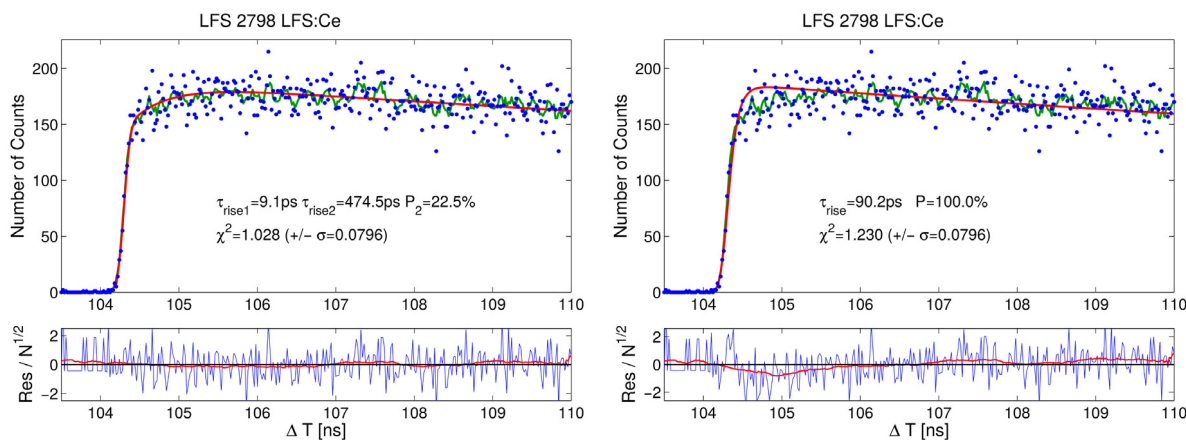 LFS 2798 LFS:Ce
Number of Counts
200
150
100
50
0
τrise1=9.1ps τrise2=474.5ps P2=22.5%
χ²=1.028 (+/− σ=0.0796)
104 105 106 107 108 109 110
Res / N^1/2
2
0
−2
104 105 106 107 108 109 110
Δ T [ns]
LFS 2798 LFS:Ce
Number of Counts
200
150
100
50
0
τrise=90.2ps P=100.0%
χ²=1.230 (+/− σ=0.0796)
104 105 106 107 108 109 110
Res / N^1/2
2
0
−2
104 105 106 107 108 109 110
Δ T [ns]